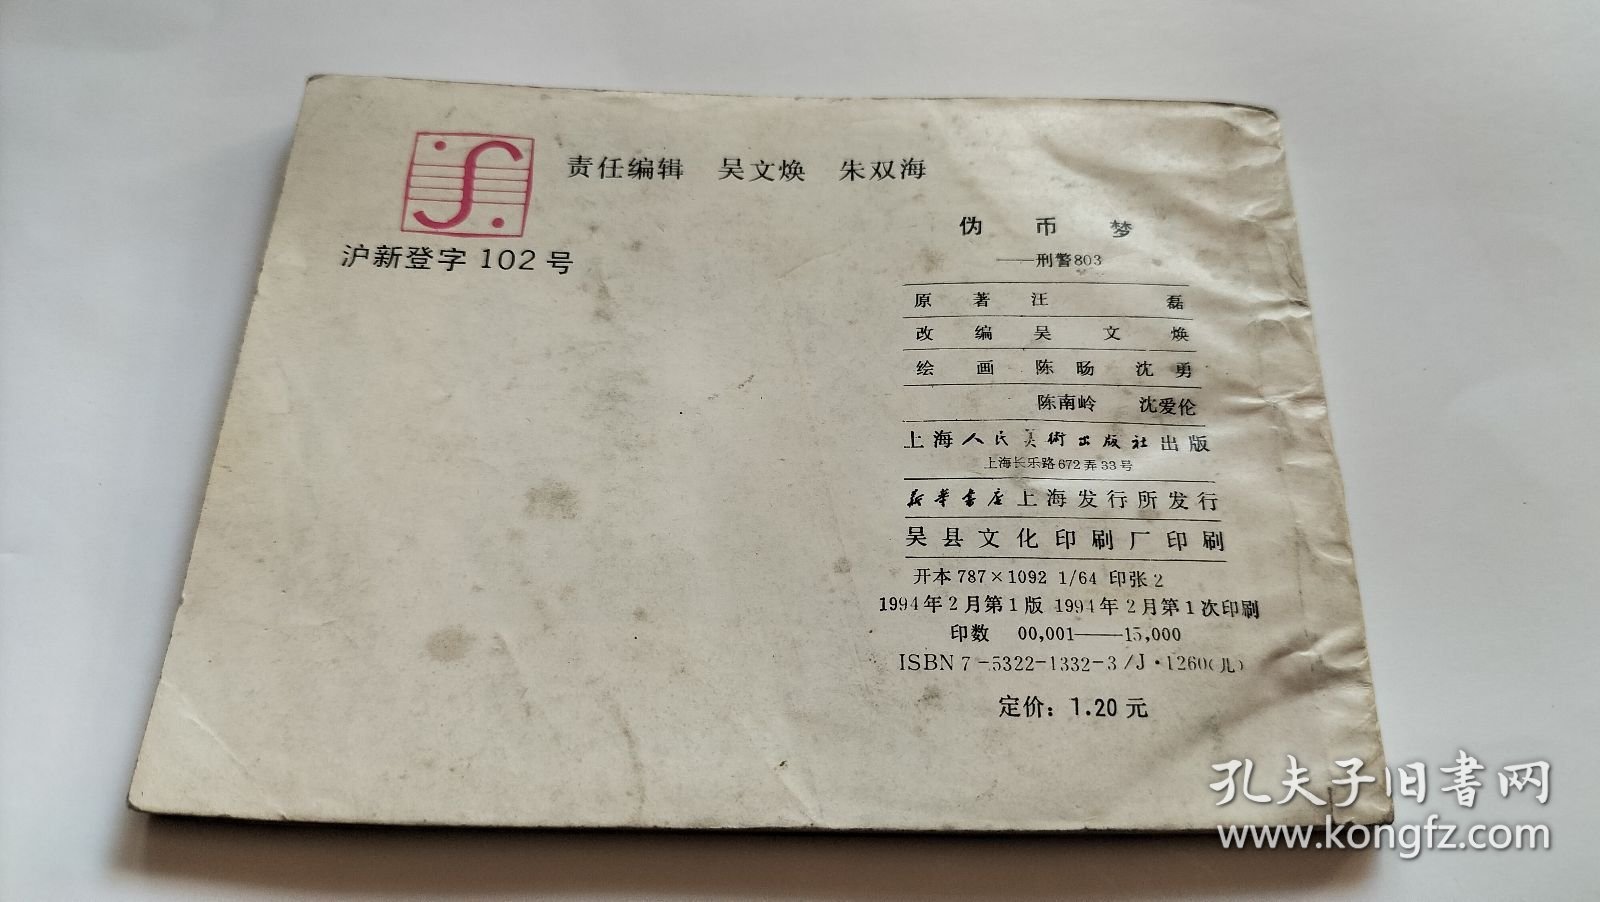 责任编辑 吴文焕 朱双海
沪新登字 102 号
伪 币 梦
——刑警803
原 著 汪 磊
改 编 吴 文 焕
绘 画 陈 旸 沈 勇
陈南岭 沈爱伦
上海人民美術出版社出版
上海长乐路672弄33号
新華書店上海发行所发行
吴县文化印刷厂印刷
开本 787×1092 1/64 印张 2
1994年2月第1版 1994年2月第1次印刷
印数 00,001——15,000
ISBN 7-5322-1332-3/J·1260(儿)
定价：1.20 元
孔夫子旧書网
www.kongfz.com